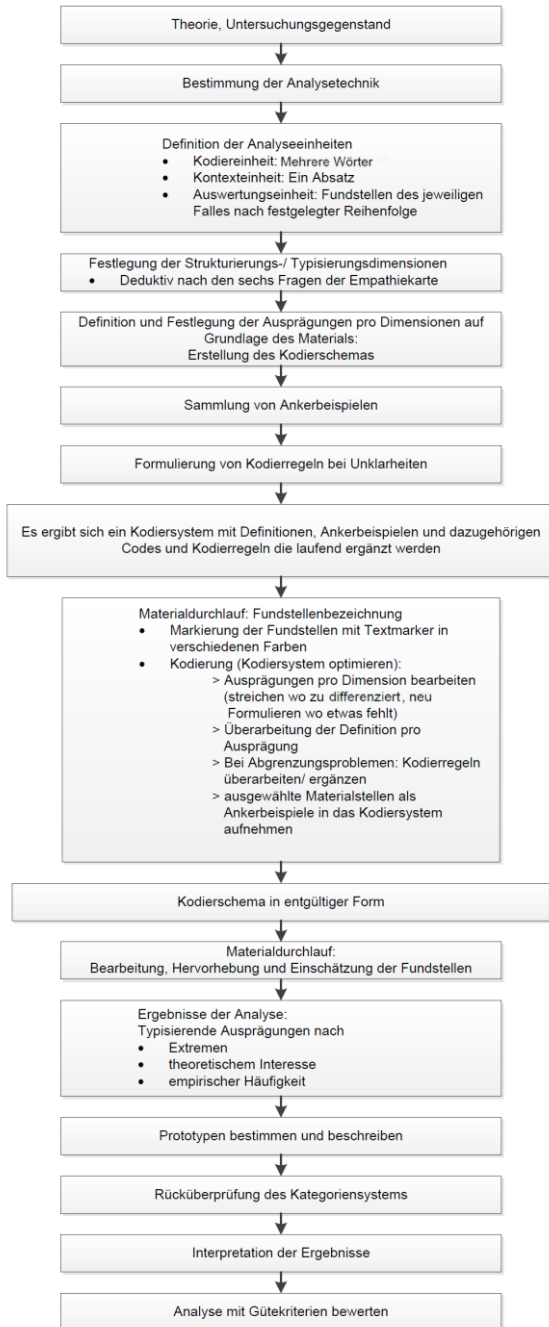 Theorie, Untersuchungsgegenstand
Bestimmung der Analysetechnik
Definition der Analyseeinheiten
• Kodiereinheit: Mehrere Wörter
• Kontexteinheit: Ein Absatz
• Auswertungseinheit: Fundstellen des jeweiligen
Falles nach festgelegter Reihenfolge
Festlegung der Strukturierungs-/ Typisierungsdimensionen
• Deduktiv nach den sechs Fragen der Empathiekarte
Definition und Festlegung der Ausprägungen pro Dimensionen auf
Grundlage des Materials:
Erstellung des Kodierschemas
Sammlung von Ankerbeispielen
Formulierung von Kodierregeln bei Unklarheiten
Es ergibt sich ein Kodiersystem mit Definitionen, Ankerbeispielen und dazugehörigen
Codes und Kodierregeln die laufend ergänzt werden
Materialdurchlauf: Fundstellenbezeichnung
• Markierung der Fundstellen mit Textmarker in
verschiedenen Farben
• Kodierung (Kodiersystem optimieren):
> Ausprägungen pro Dimension bearbeiten
(streichen wo zu differenziert, neu
Formulieren wo etwas fehlt)
> Überarbeitung der Definition pro
Ausprägung
> Bei Abgrenzungsproblemen: Kodierregeln
überarbeiten/ ergänzen
> ausgewählte Materialstellen als
Ankerbeispiele in das Kodiersystem
aufnehmen
Kodierschema in entgültiger Form
Materialdurchlauf:
Bearbeitung, Hervorhebung und Einschätzung der Fundstellen
Ergebnisse der Analyse:
Typisierende Ausprägungen nach
• Extremen
• theoretischem Interesse
• empirischer Häufigkeit
Prototypen bestimmen und beschreiben
Rücküberprüfung des Kategoriensystems
Interpretation der Ergebnisse
Analyse mit Gütekriterien bewerten